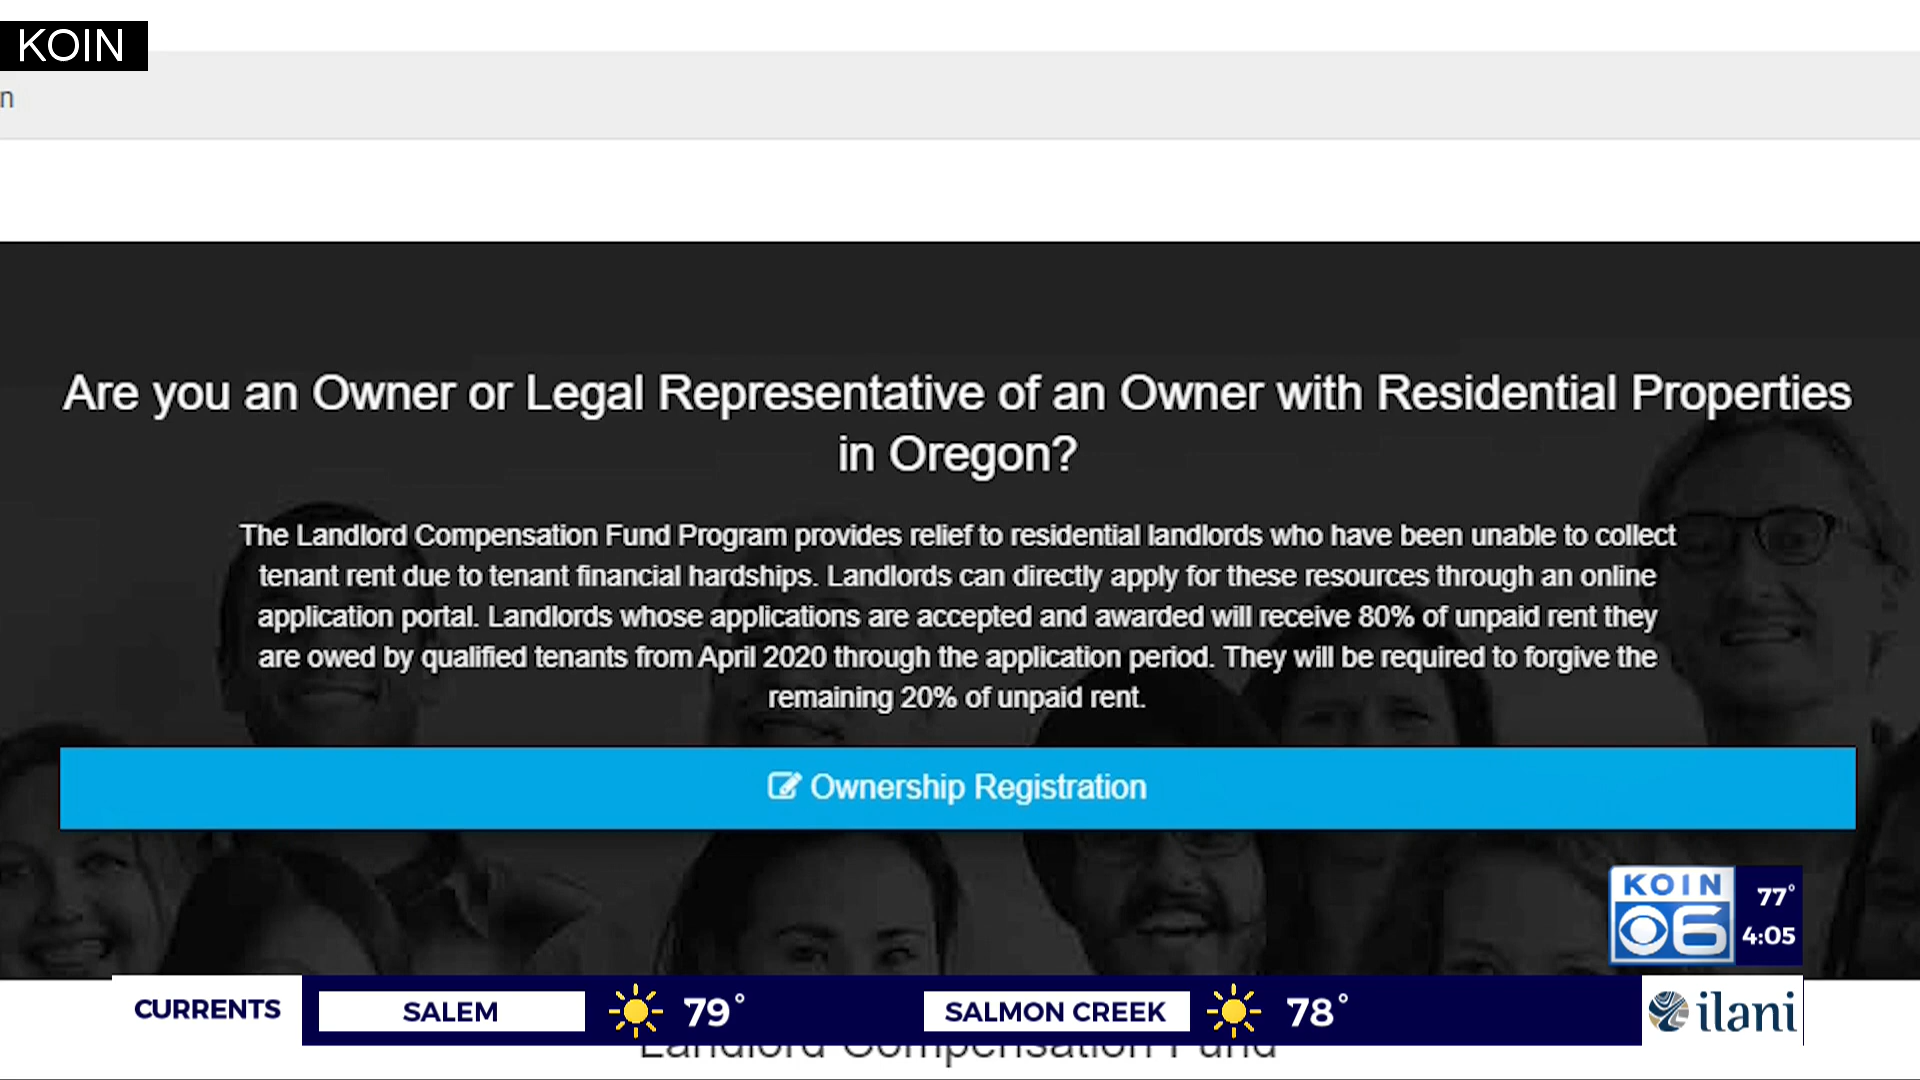 KOIN
n
Are you an Owner or Legal Representative of an Owner with Residential Properties
in Oregon?
The Landlord Compensation Fund Program provides relief to residential landlords who have been unable to collect
tenant rent due to tenant financial hardships. Landlords can directly apply for these resources through an online
application portal. Landlords whose applications are accepted and awarded will receive 80% of unpaid rent they
are owed by qualified tenants from April 2020 through the application period. They will be required to forgive the
remaining 20% of unpaid rent.
Ownership Registration
KOIN
6
77°
4:05
CURRENTS
SALEM
79°
SALMON CREEK
78°
ilani
Landlord Compensation Fund